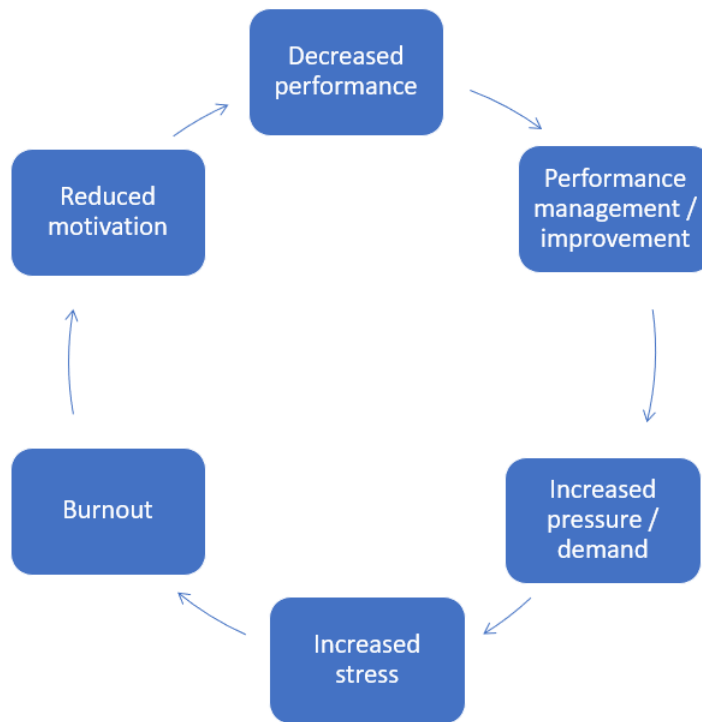 Decreased
performance
Performance
management /
improvement
Increased
pressure /
demand
Increased
stress
Burnout
Reduced
motivation